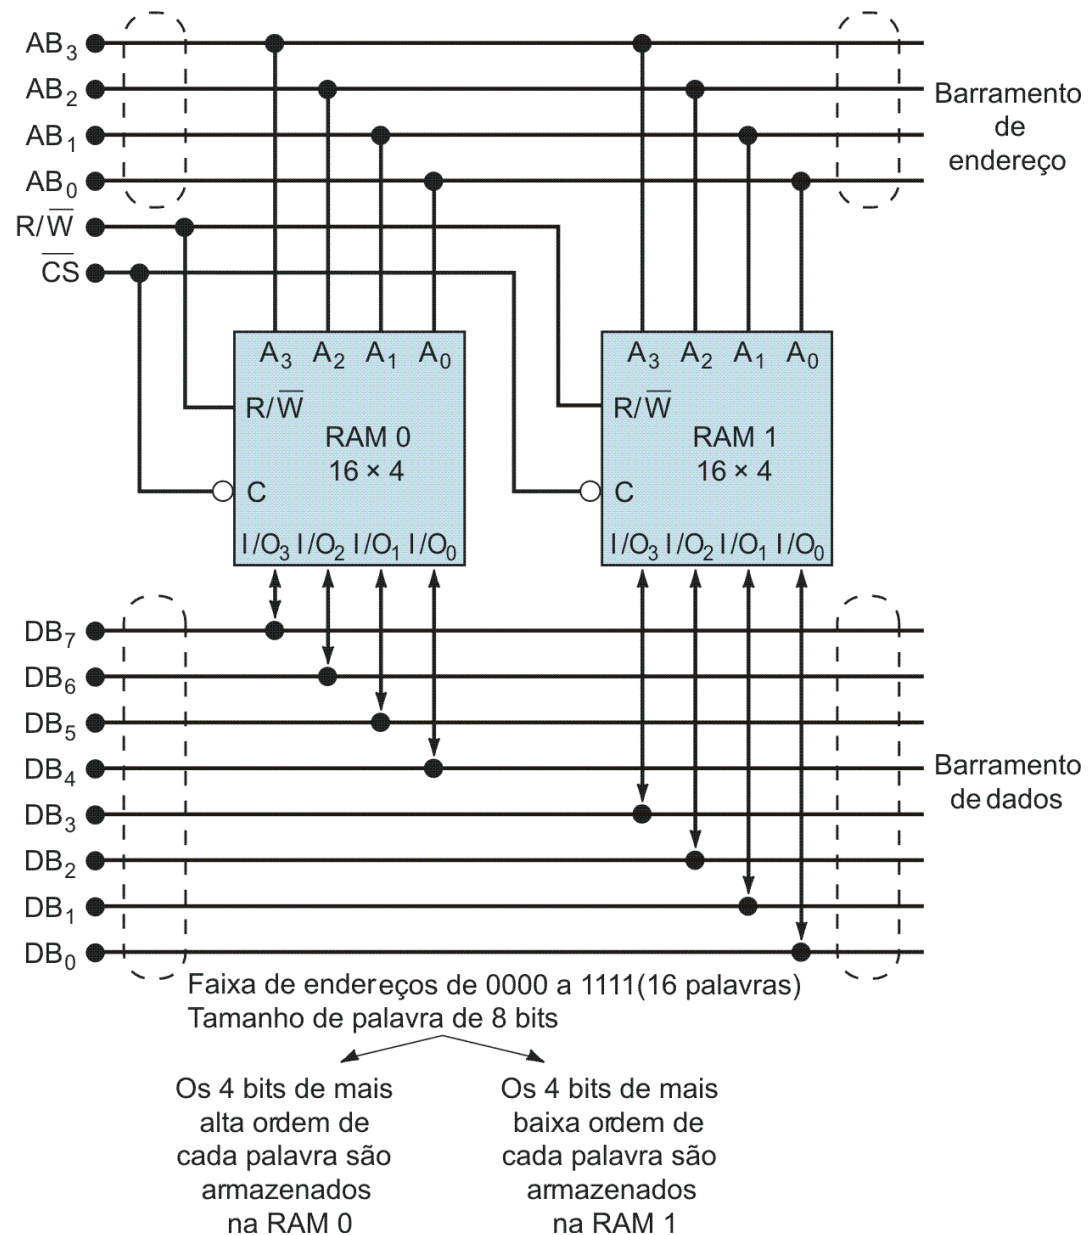 AB3
AB2
AB1
AB0
R/W̅
C̅S̅
Barramento
de
endereço
A3 A2 A1 A0
R/W̅
RAM 0
16 × 4
C
I/O3 I/O2 I/O1 I/O0
A3 A2 A1 A0
R/W̅
RAM 1
16 × 4
C
I/O3 I/O2 I/O1 I/O0
DB7
DB6
DB5
DB4
DB3
DB2
DB1
DB0
Barramento
de dados
Faixa de endereços de 0000 a 1111(16 palavras)
Tamanho de palavra de 8 bits
Os 4 bits de mais
alta ordem de
cada palavra são
armazenados
na RAM 0
Os 4 bits de mais
baixa ordem de
cada palavra são
armazenados
na RAM 1